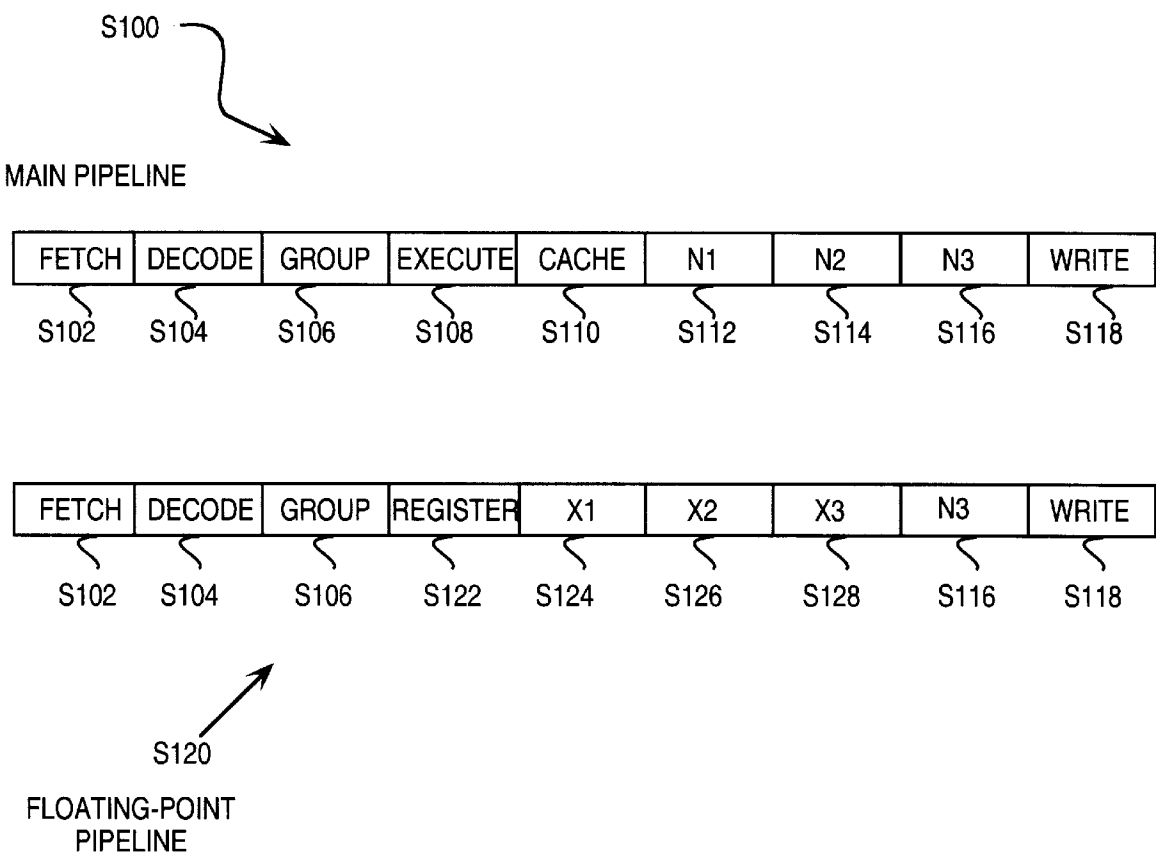 S100
MAIN PIPELINE
FETCH DECODE GROUP EXECUTE CACHE N1 N2 N3 WRITE
S102 S104 S106 S108 S110 S112 S114 S116 S118
FETCH DECODE GROUP REGISTER X1 X2 X3 N3 WRITE
S102 S104 S106 S122 S124 S126 S128 S116 S118
S120
FLOATING-POINT
PIPELINE